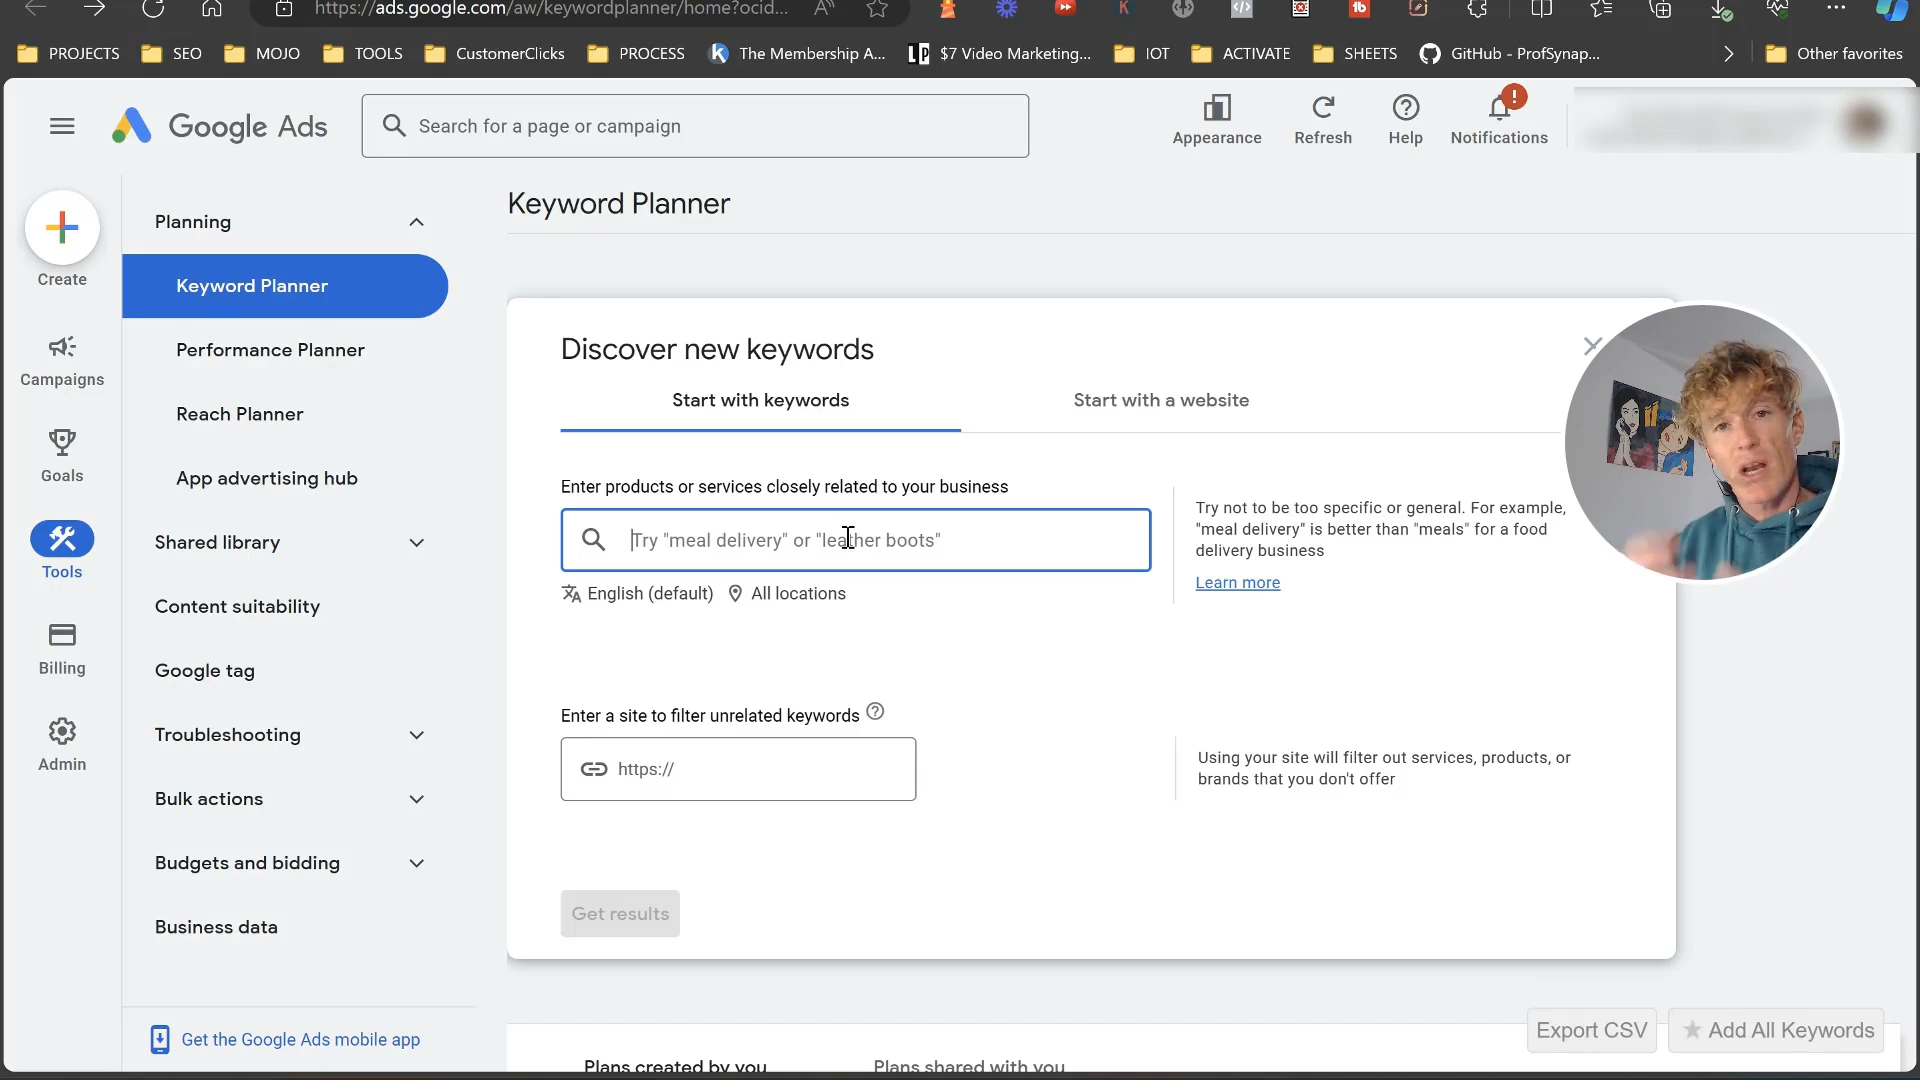 https://ads.google.com/aw/keywordplanner/home?ocid...
PROJECTS SEO MOJO TOOLS CustomerClicks PROCESS The Membership A... $7 Video Marketing... IOT ACTIVATE SHEETS GitHub - ProfSynap... Other favorites
Google Ads
Search for a page or campaign
Appearance
Refresh
Help
Notifications
Create
Campaigns
Goals
Tools
Billing
Admin
Planning
Keyword Planner
Performance Planner
Reach Planner
App advertising hub
Shared library
Content suitability
Google tag
Troubleshooting
Bulk actions
Budgets and bidding
Business data
Get the Google Ads mobile app
Keyword Planner
Discover new keywords
Start with keywords
Start with a website
Enter products or services closely related to your business
Try "meal delivery" or "leather boots"
English (default) All locations
Try not to be too specific or general. For example,
"meal delivery" is better than "meals" for a food
delivery business
Learn more
Enter a site to filter unrelated keywords
https://
Using your site will filter out services, products, or
brands that you don't offer
Get results
Export CSV
Add All Keywords
Plans created by you
Plans shared with you